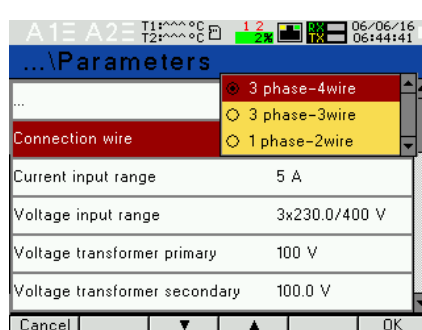 A1 A2 T1: °C T2: °C 1 2 2% RX TX 06/06/16 06:44:41
...\Parameters
...
3 phase-4wire
3 phase-3wire
Connection wire
1 phase-2wire
Current input range 5 A
Voltage input range 3x230.0/400 V
Voltage transformer primary 100 V
Voltage transformer secondary 100.0 V
Cancel ▼ ▲ OK